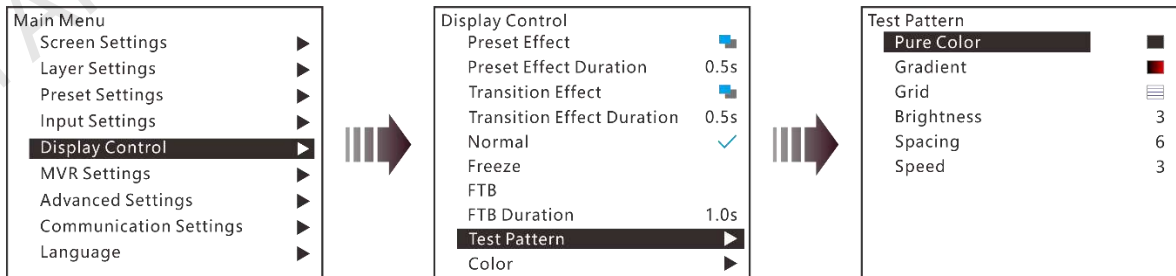 Main Menu
Screen Settings
Layer Settings
Preset Settings
Input Settings
Display Control
MVR Settings
Advanced Settings
Communication Settings
Language
Display Control
Preset Effect
Preset Effect Duration 0.5s
Transition Effect
Transition Effect Duration 0.5s
Normal
Freeze
FTB
FTB Duration 1.0s
Test Pattern
Color
Test Pattern
Pure Color
Gradient
Grid
Brightness 3
Spacing 6
Speed 3